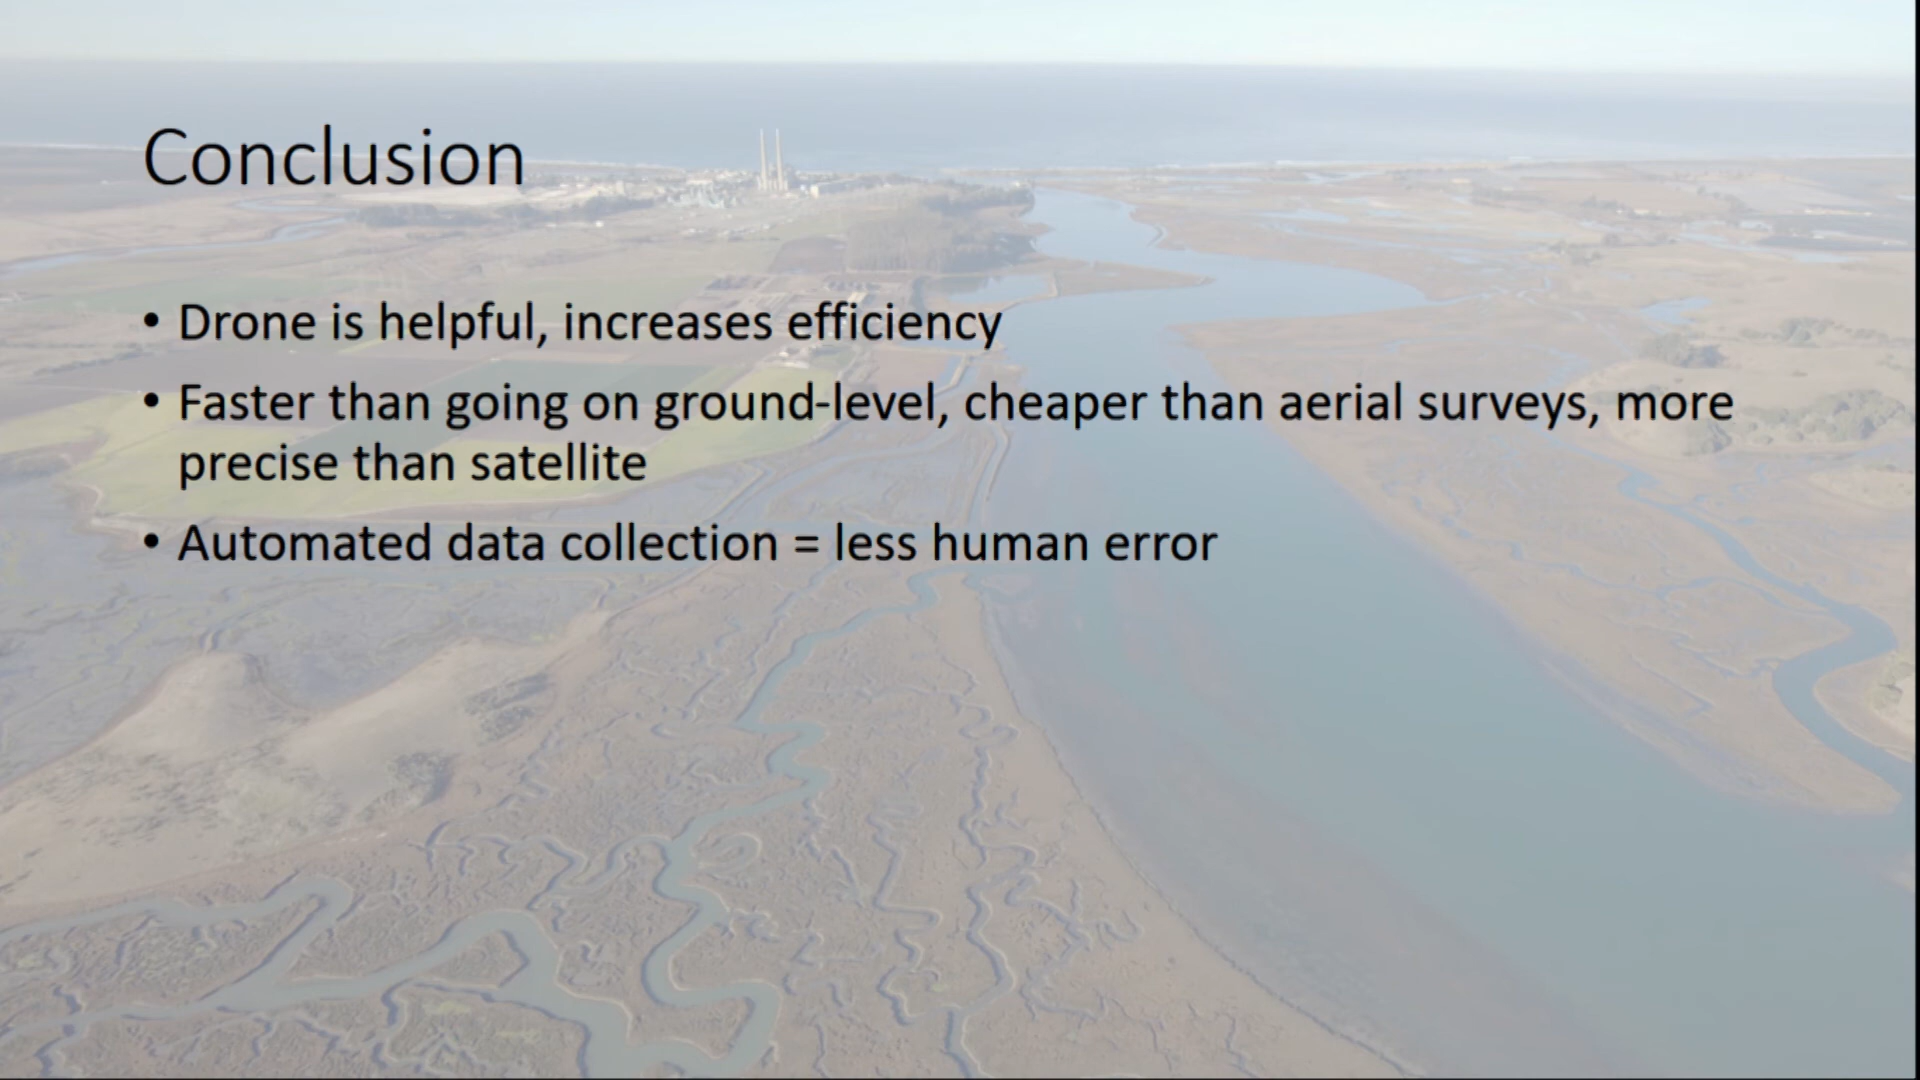 Conclusion
• Drone is helpful, increases efficiency
• Faster than going on ground-level, cheaper than aerial surveys, more
precise than satellite
• Automated data collection = less human error